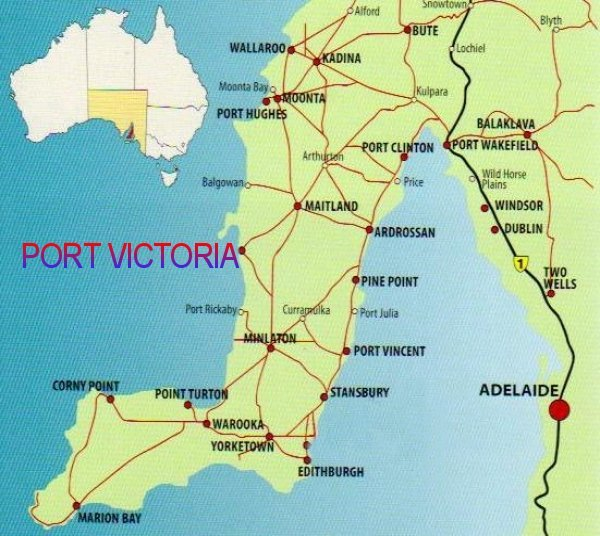 Snowtown
Alford
Blyth
BUTE
WALLAROO
Lochiel
KADINA
Moonta Bay
Kulpara
MOONTA
PORT HUGHES
BALAKLAVA
PORT CLINTON
PORT WAKEFIELD
Arthurton
Wild Horse
Plains
Price
Balgowan
MAITLAND
WINDSOR
DUBLIN
ARDROSSAN
PORT VICTORIA
1
TWO
WELLS
PINE POINT
Port Rickaby
Curramulka
Port Julia
MINLATON
PORT VINCENT
CORNY POINT
POINT TURTON
STANSBURY
ADELAIDE
WAROOKA
YORKETOWN
EDITHBURGH
MARION BAY